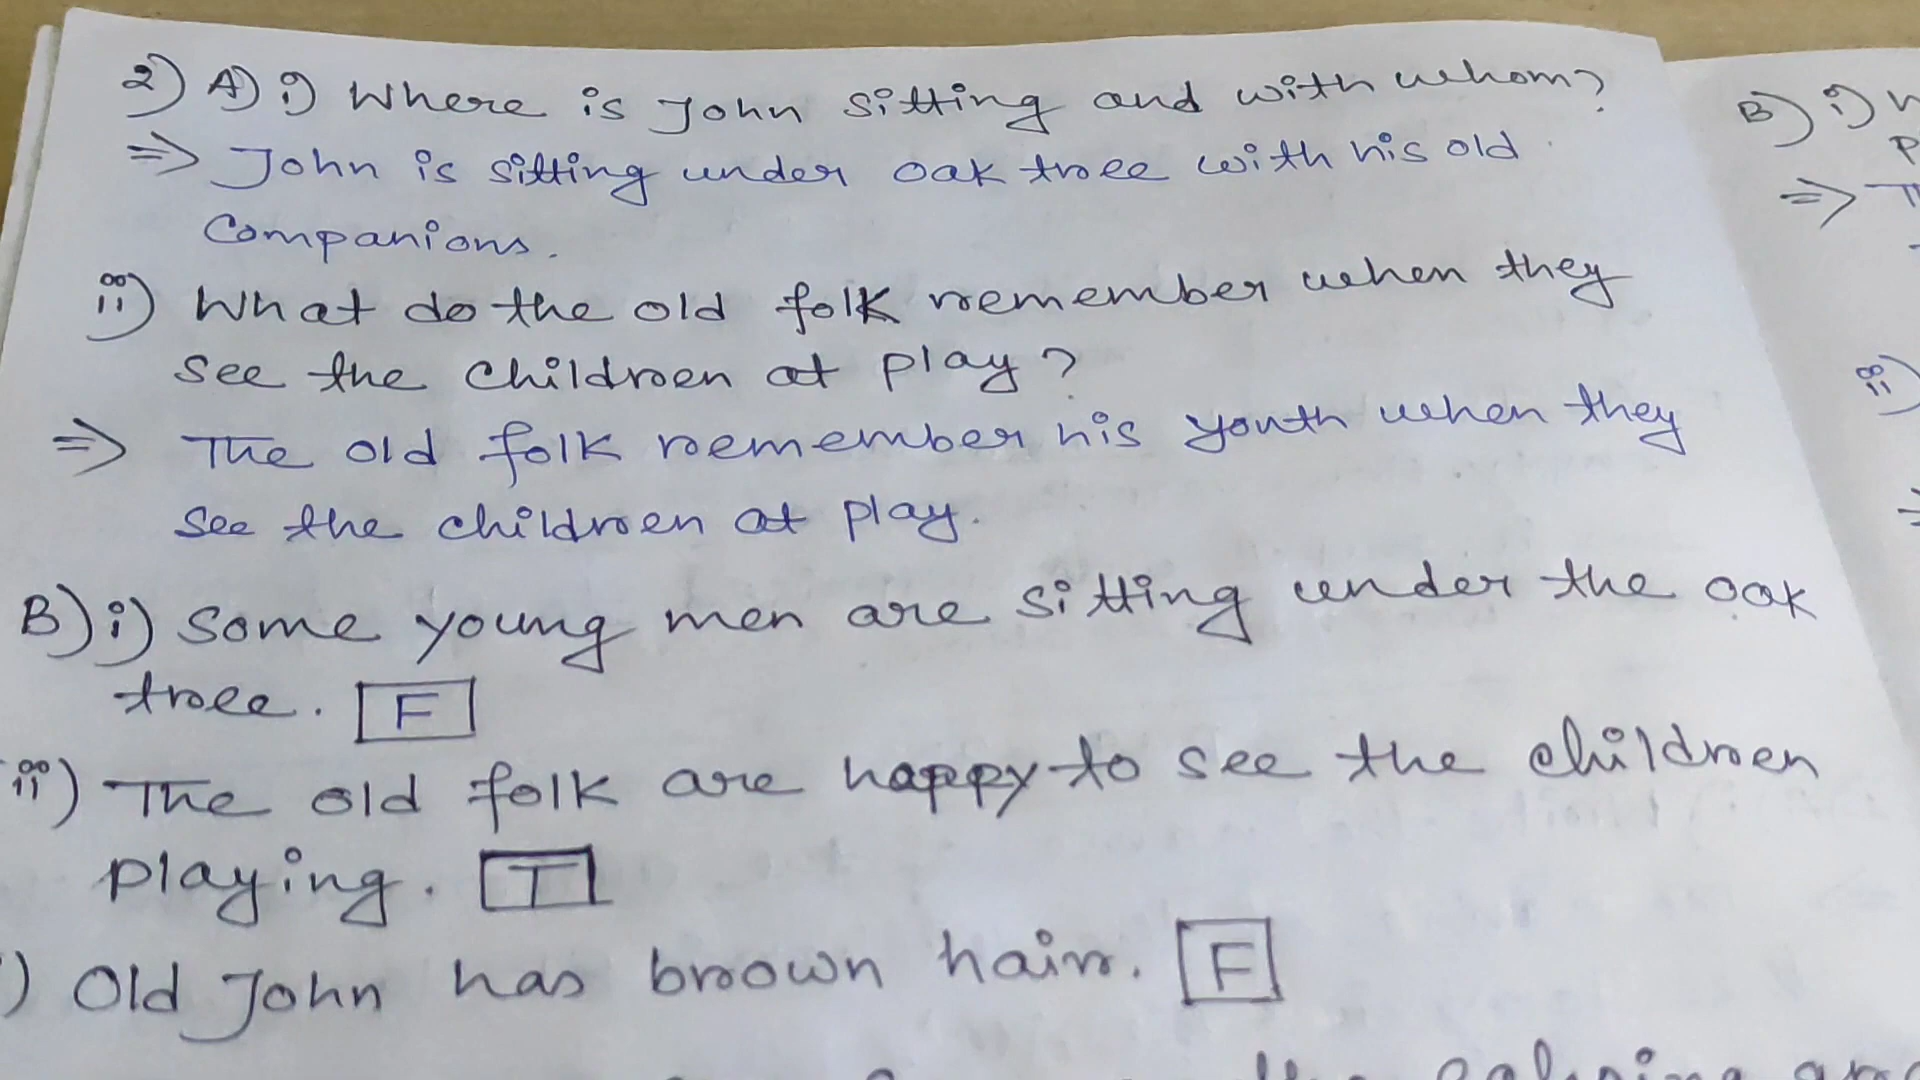 2) A) i) Where is John sitting and with whom?
⇒ John is sitting under oak tree with his old
Companions.
ii) What do the old folk remember when they
see the children at play?
⇒ The old folk remember his youth when they
See the children at play.
B) i) Some young men are sitting under the oak
tree. F
ii) The old folk are happy to see the children
playing. T
) Old John has brown hair. F
the
B) i)
⇒
ii)